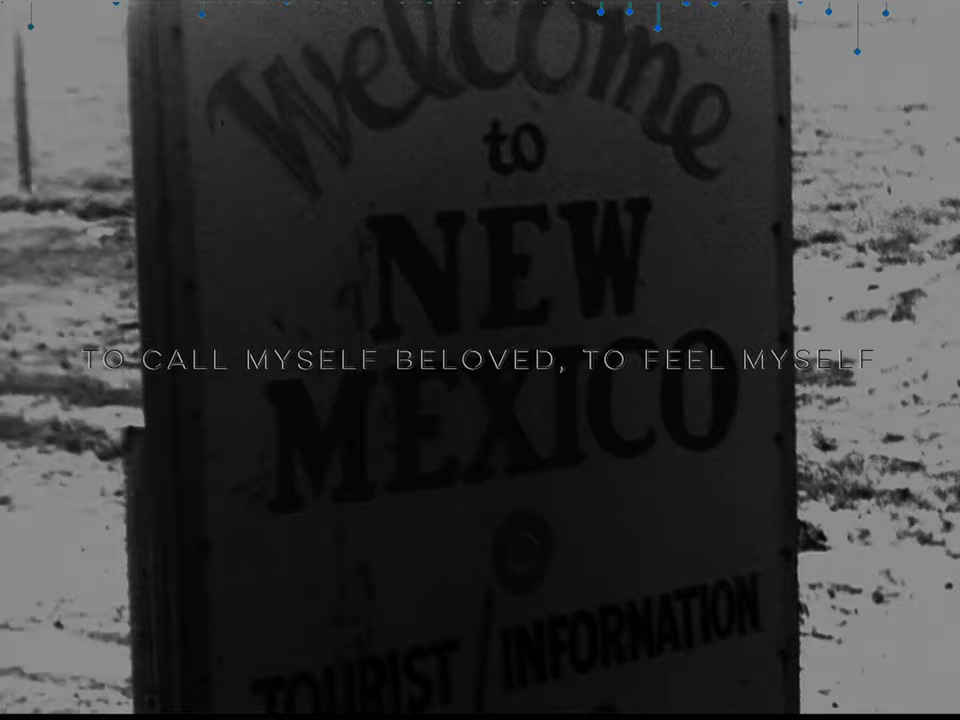 Welcome
to
NEW
TO CALL MYSELF BELOVED, TO FEEL MYSELF
MEXICO
TOURIST / INFORMATION